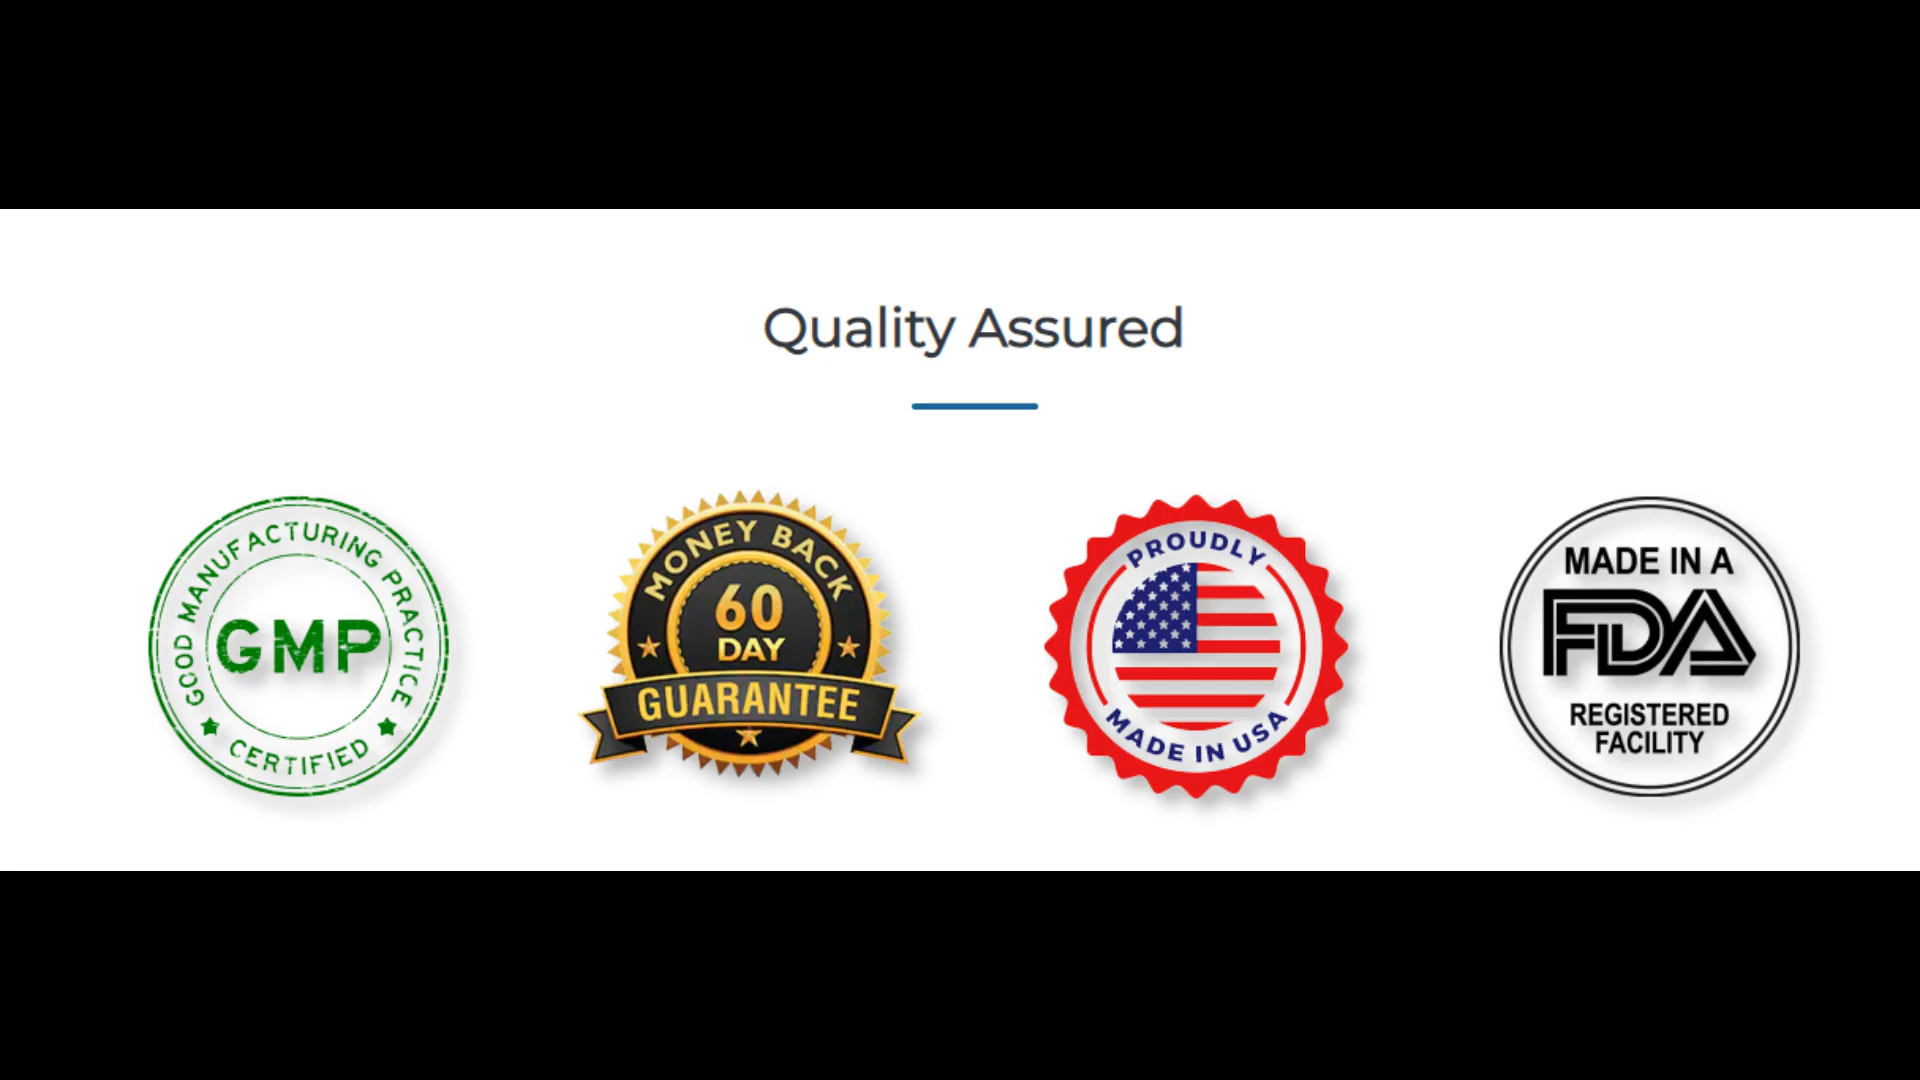 Quality Assured
GOOD MANUFACTURING PRACTICE
GMP
CERTIFIED
MONEY BACK
60
DAY
GUARANTEE
PROUDLY
MADE IN USA
MADE IN A
FDA
REGISTERED
FACILITY